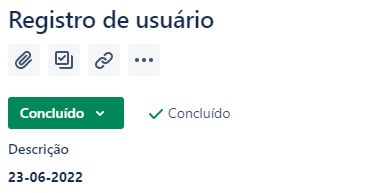 Registro de usuário
Concluído
Concluído
Descrição
23-06-2022